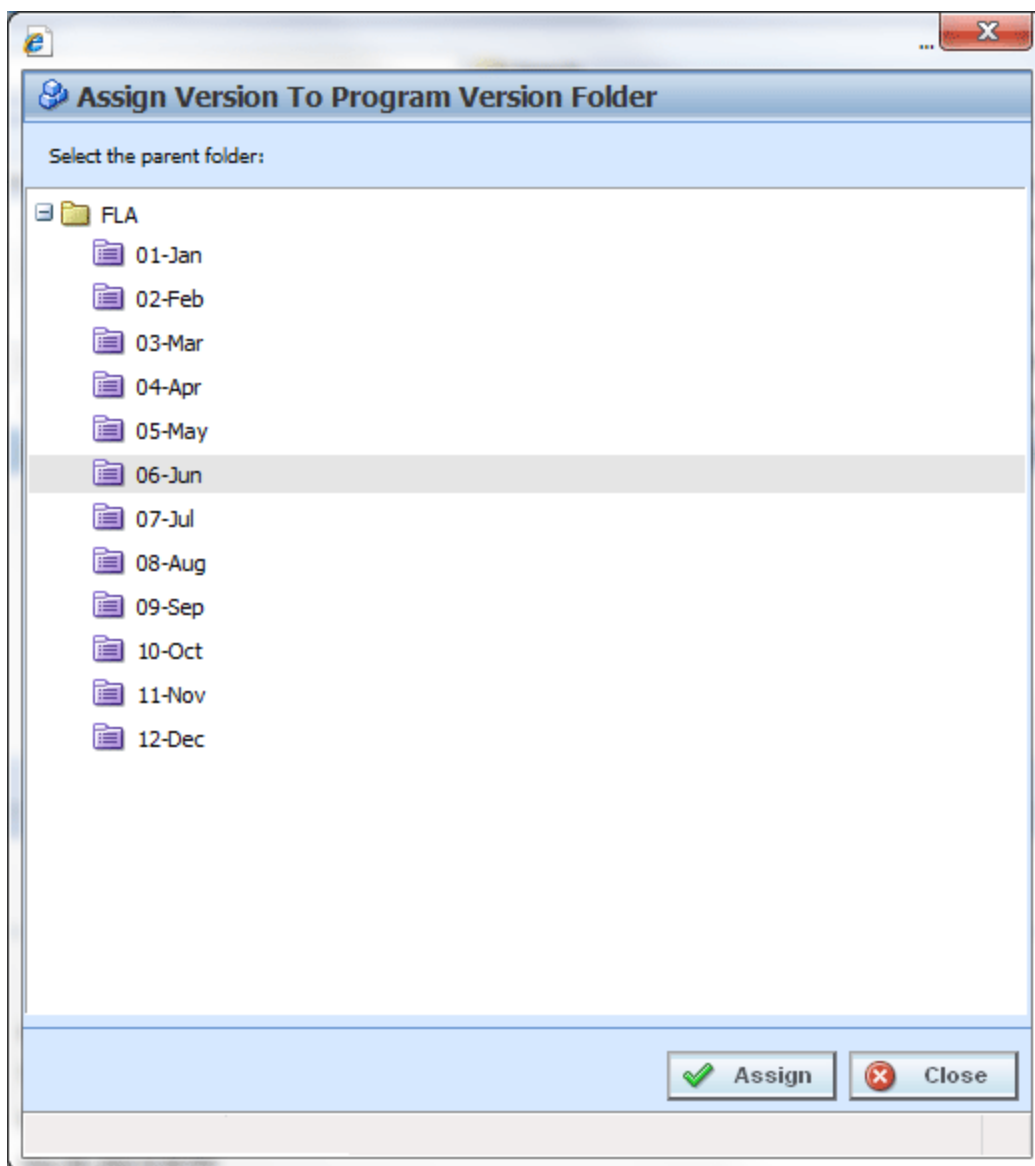 ...
Assign Version To Program Version Folder
Select the parent folder:
FLA
01-Jan
02-Feb
03-Mar
04-Apr
05-May
06-Jun
07-Jul
08-Aug
09-Sep
10-Oct
11-Nov
12-Dec
Assign Close